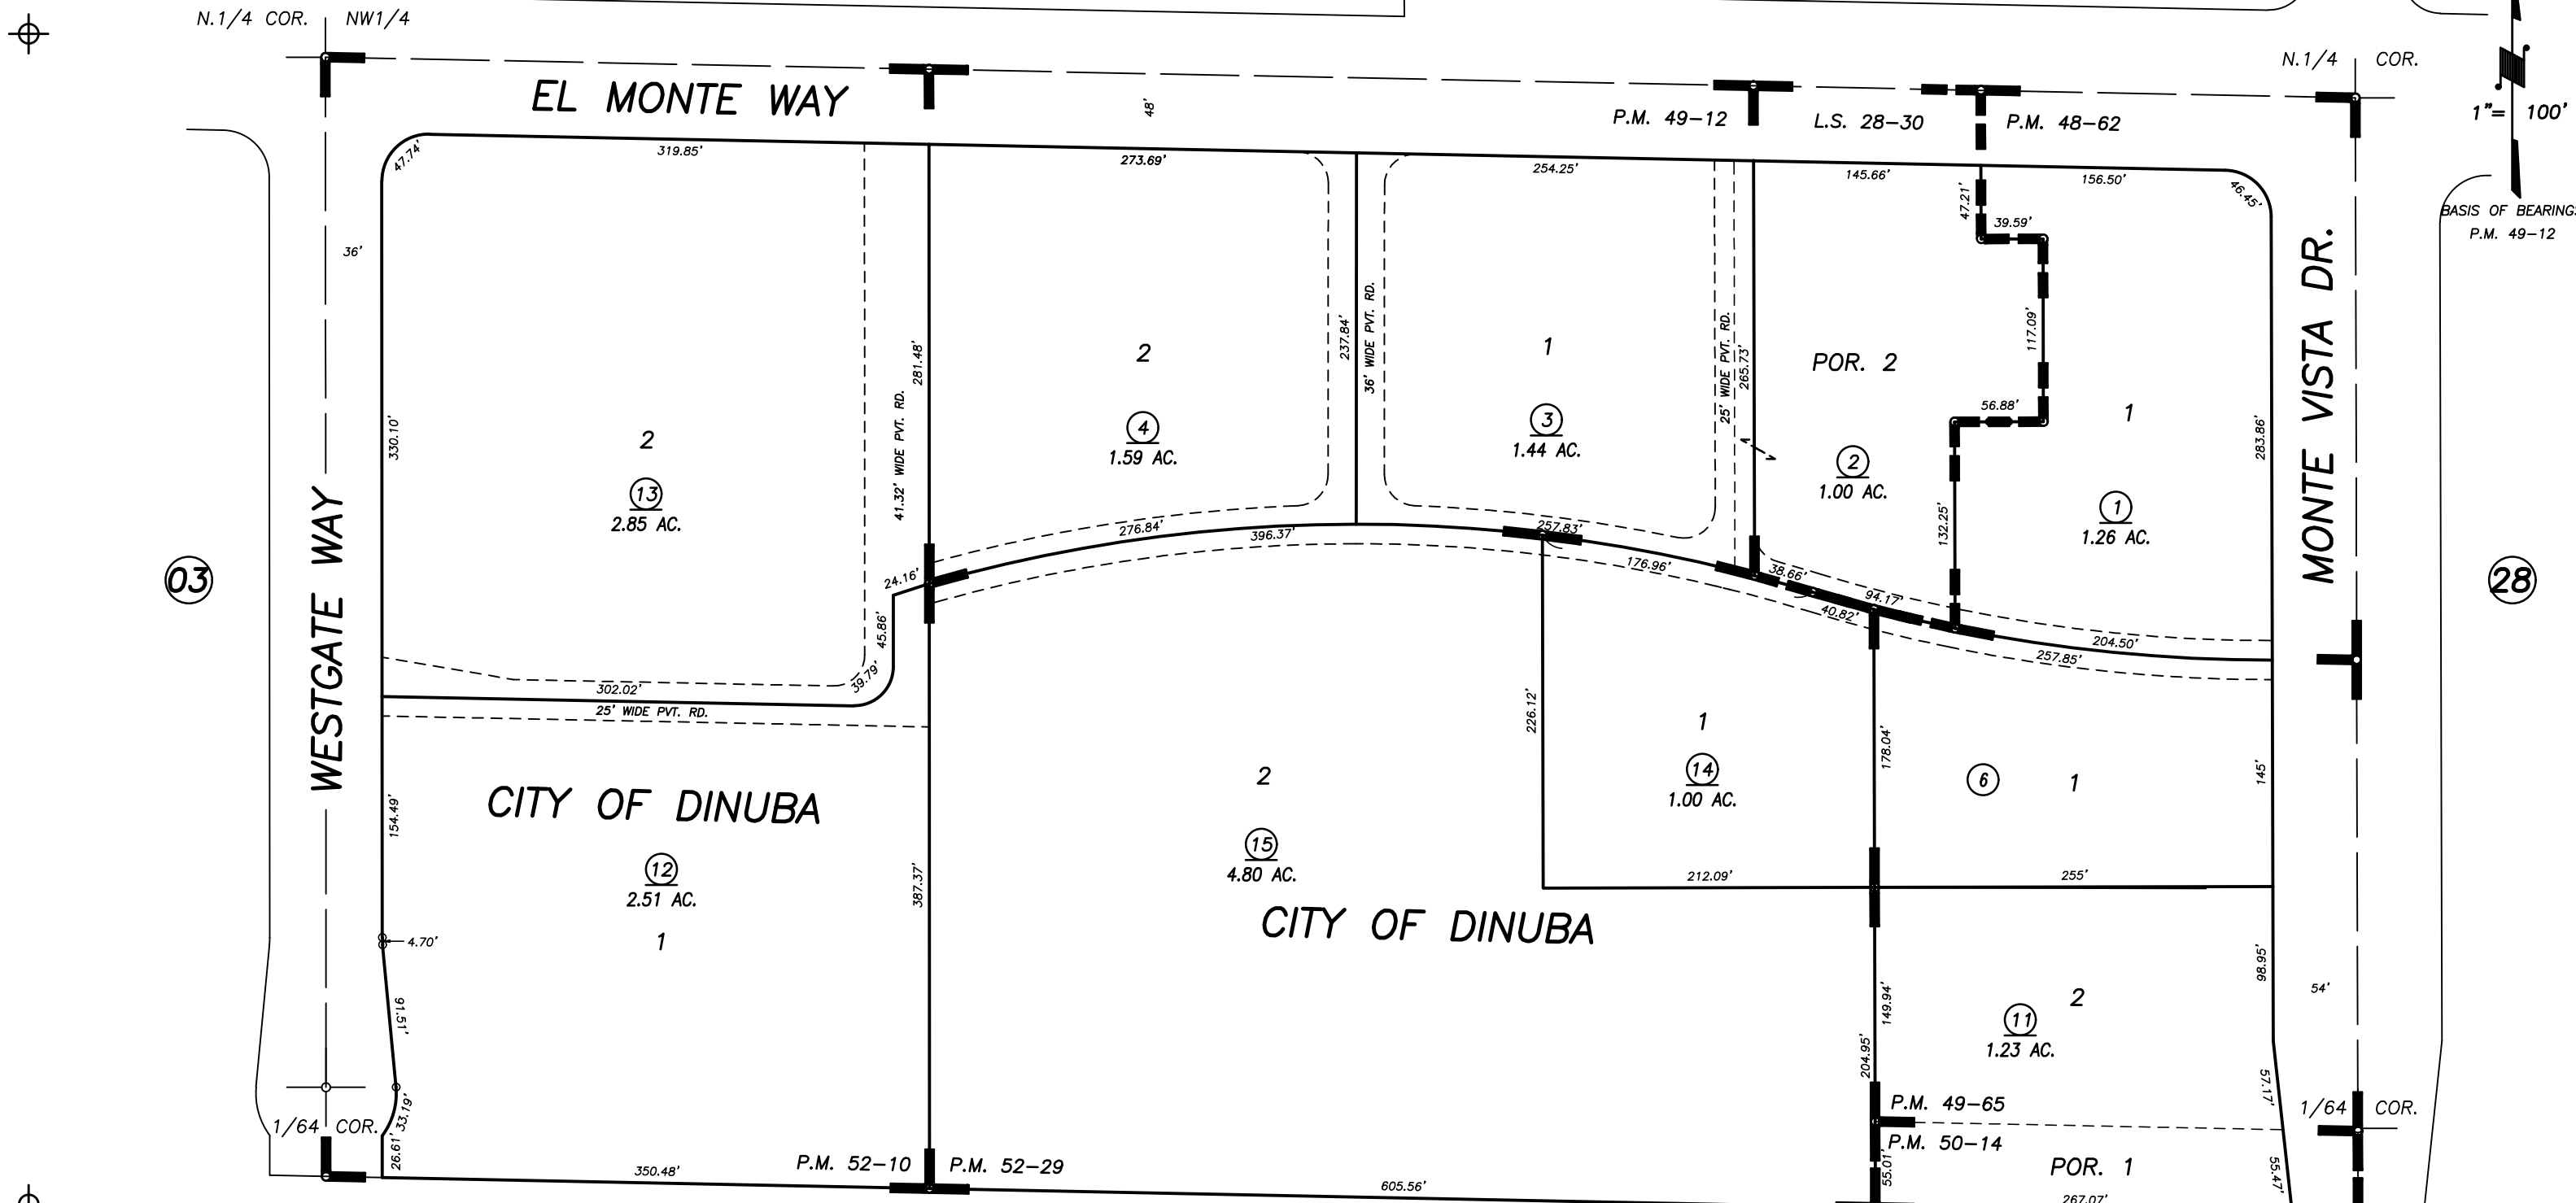 N.1/4 COR. NW1/4
N.1/4 COR.
EL MONTE WAY
48'
P.M. 49-12
L.S. 28-30
P.M. 48-62
1"= 100'
BASIS OF BEARINGS
P.M. 49-12
47.74'
319.85'
273.69'
254.25'
145.66'
156.50'
46.45'
36'
47.21'
39.59'
117.09'
56.88'
132.25'
283.86'
330.10'
281.48'
41.32' WIDE PVT. RD.
237.84'
36' WIDE PVT. RD.
25' WIDE PVT. RD.
265.73'
2
13
2.85 AC.
2
4
1.59 AC.
1
3
1.44 AC.
POR. 2
2
1.00 AC.
1
1
1.26 AC.
WESTGATE WAY
MONTE VISTA DR.
03
28
24.16'
276.84'
396.37'
257.83'
176.96'
38.66'
94.17'
40.82'
204.50'
257.85'
45.86'
39.79'
302.02'
25' WIDE PVT. RD.
226.12'
178.04'
145'
154.49'
CITY OF DINUBA
12
2.51 AC.
1
4.70'
387.37'
2
15
4.80 AC.
CITY OF DINUBA
1
14
1.00 AC.
6
1
212.09'
255'
98.95'
54'
91.51'
149.94'
204.95'
2
11
1.23 AC.
57.17'
33.19'
26.61'
1/64 COR.
1/64 COR.
P.M. 49-65
P.M. 50-14
55.01'
POR. 1
55.47'
350.48'
P.M. 52-10
P.M. 52-29
605.56'
267.07'